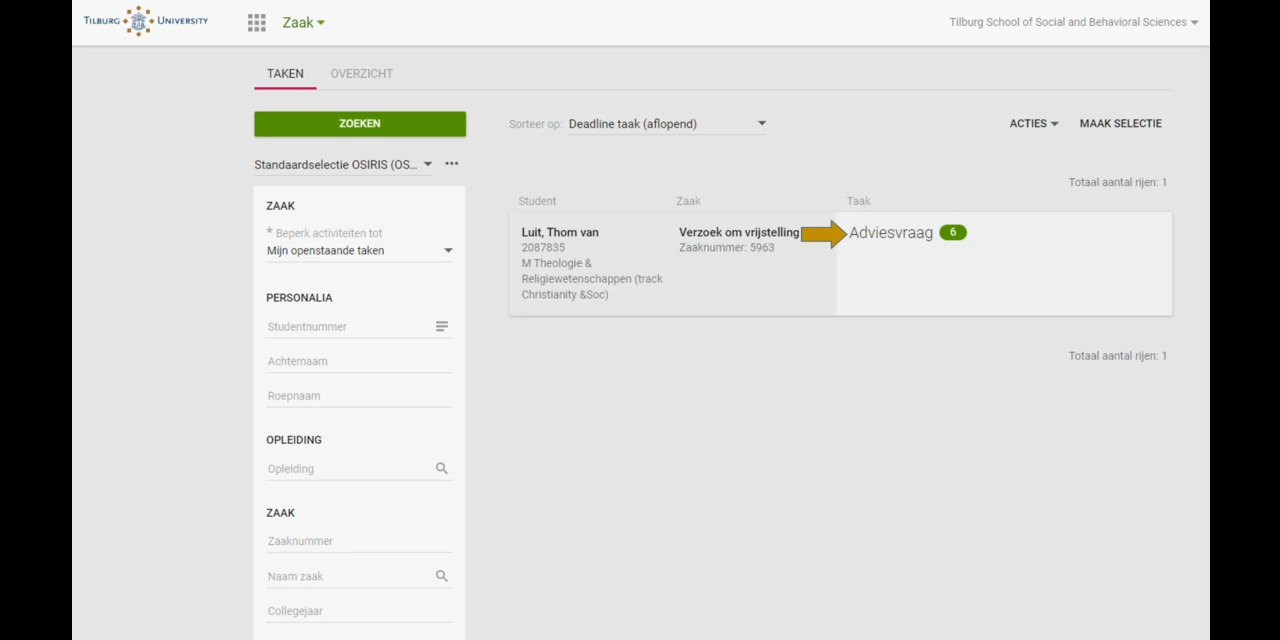 TILBURG UNIVERSITY
Zaak
Tilburg School of Social and Behavioral Sciences
TAKEN OVERZICHT
ZOEKEN
Sorteer op: Deadline taak (aflopend)
ACTIES MAAK SELECTIE
Standaardselectie OSIRIS (OS... ...
Totaal aantal rijen: 1
ZAAK
* Beperk activiteiten tot
Mijn openstaande taken
PERSONALIA
Studentnummer
Achternaam
Roepnaam
OPLEIDING
Opleiding
ZAAK
Zaaknummer
Naam zaak
Collegejaar
Student Zaak Taak
Luit, Thom van
2087835
M Theologie &
Religiewetenschappen (track
Christianity &Soc)
Verzoek om vrijstelling
Zaaknummer: 5963
Adviesvraag 6
Totaal aantal rijen: 1